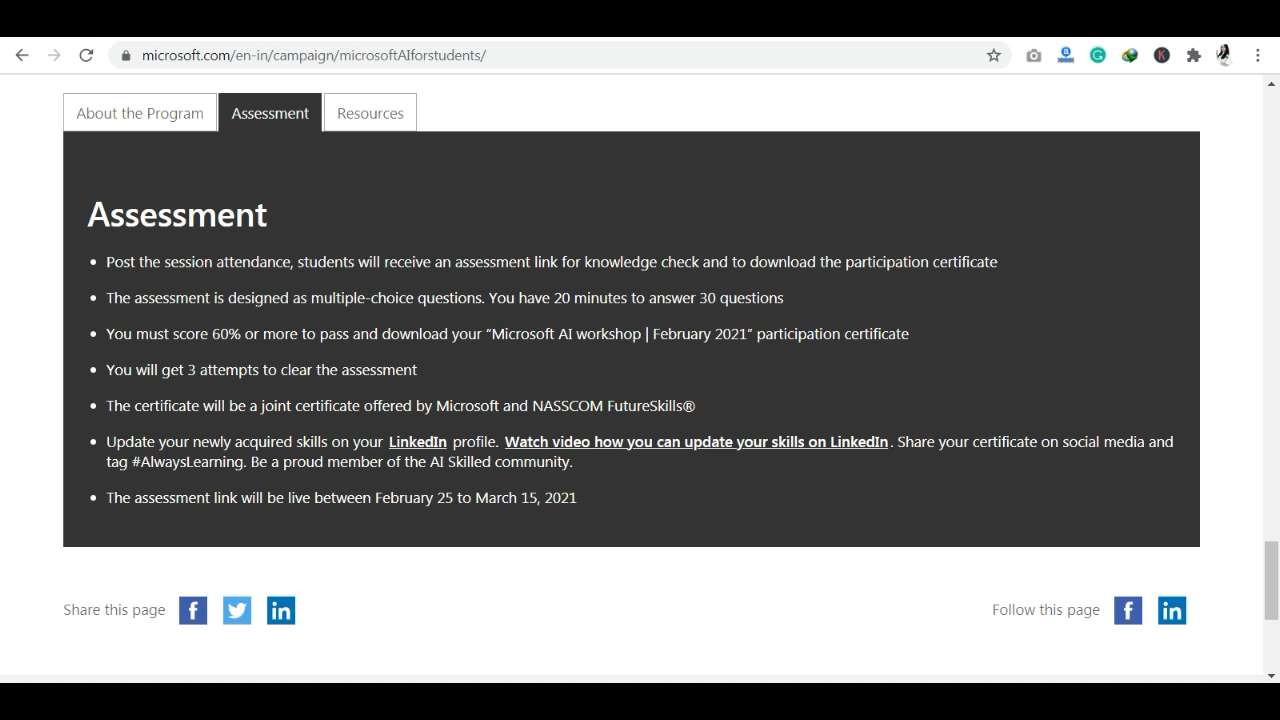 microsoft.com/en-in/campaign/microsoftAIforstudents/
About the Program Assessment Resources
Assessment
• Post the session attendance, students will receive an assessment link for knowledge check and to download the participation certificate
• The assessment is designed as multiple-choice questions. You have 20 minutes to answer 30 questions
• You must score 60% or more to pass and download your “Microsoft AI workshop | February 2021” participation certificate
• You will get 3 attempts to clear the assessment
• The certificate will be a joint certificate offered by Microsoft and NASSCOM FutureSkills®
• Update your newly acquired skills on your LinkedIn profile. Watch video how you can update your skills on LinkedIn. Share your certificate on social media and
tag #AlwaysLearning. Be a proud member of the AI Skilled community.
• The assessment link will be live between February 25 to March 15, 2021
Share this page f in Follow this page f in